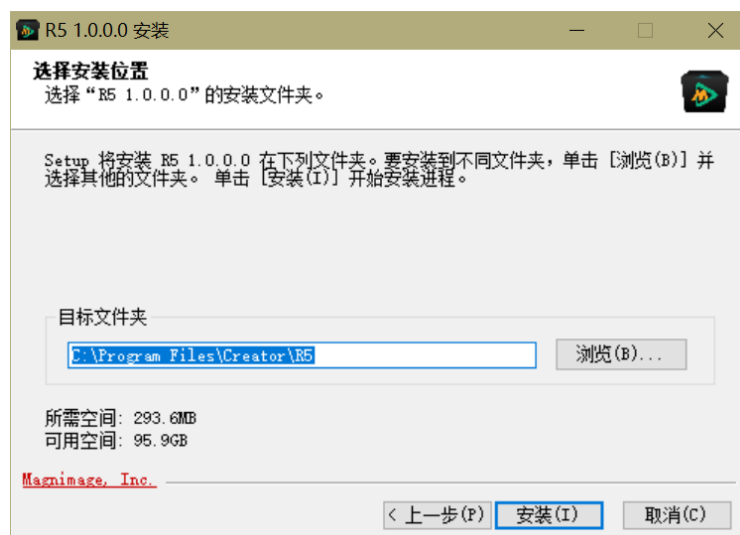 R5 1.0.0.0 安装
选择安装位置
选择“R5 1.0.0.0”的安装文件夹。
Setup 将安装 R5 1.0.0.0 在下列文件夹。要安装到不同文件夹，单击 [浏览(B)] 并
选择其他的文件夹。 单击 [安装(I)] 开始安装进程。
目标文件夹
C:\Program Files\Creator\R5
浏览(B)...
所需空间: 293.6MB
可用空间: 95.9GB
Magnimage, Inc.
< 上一步(P) 安装(I) 取消(C)